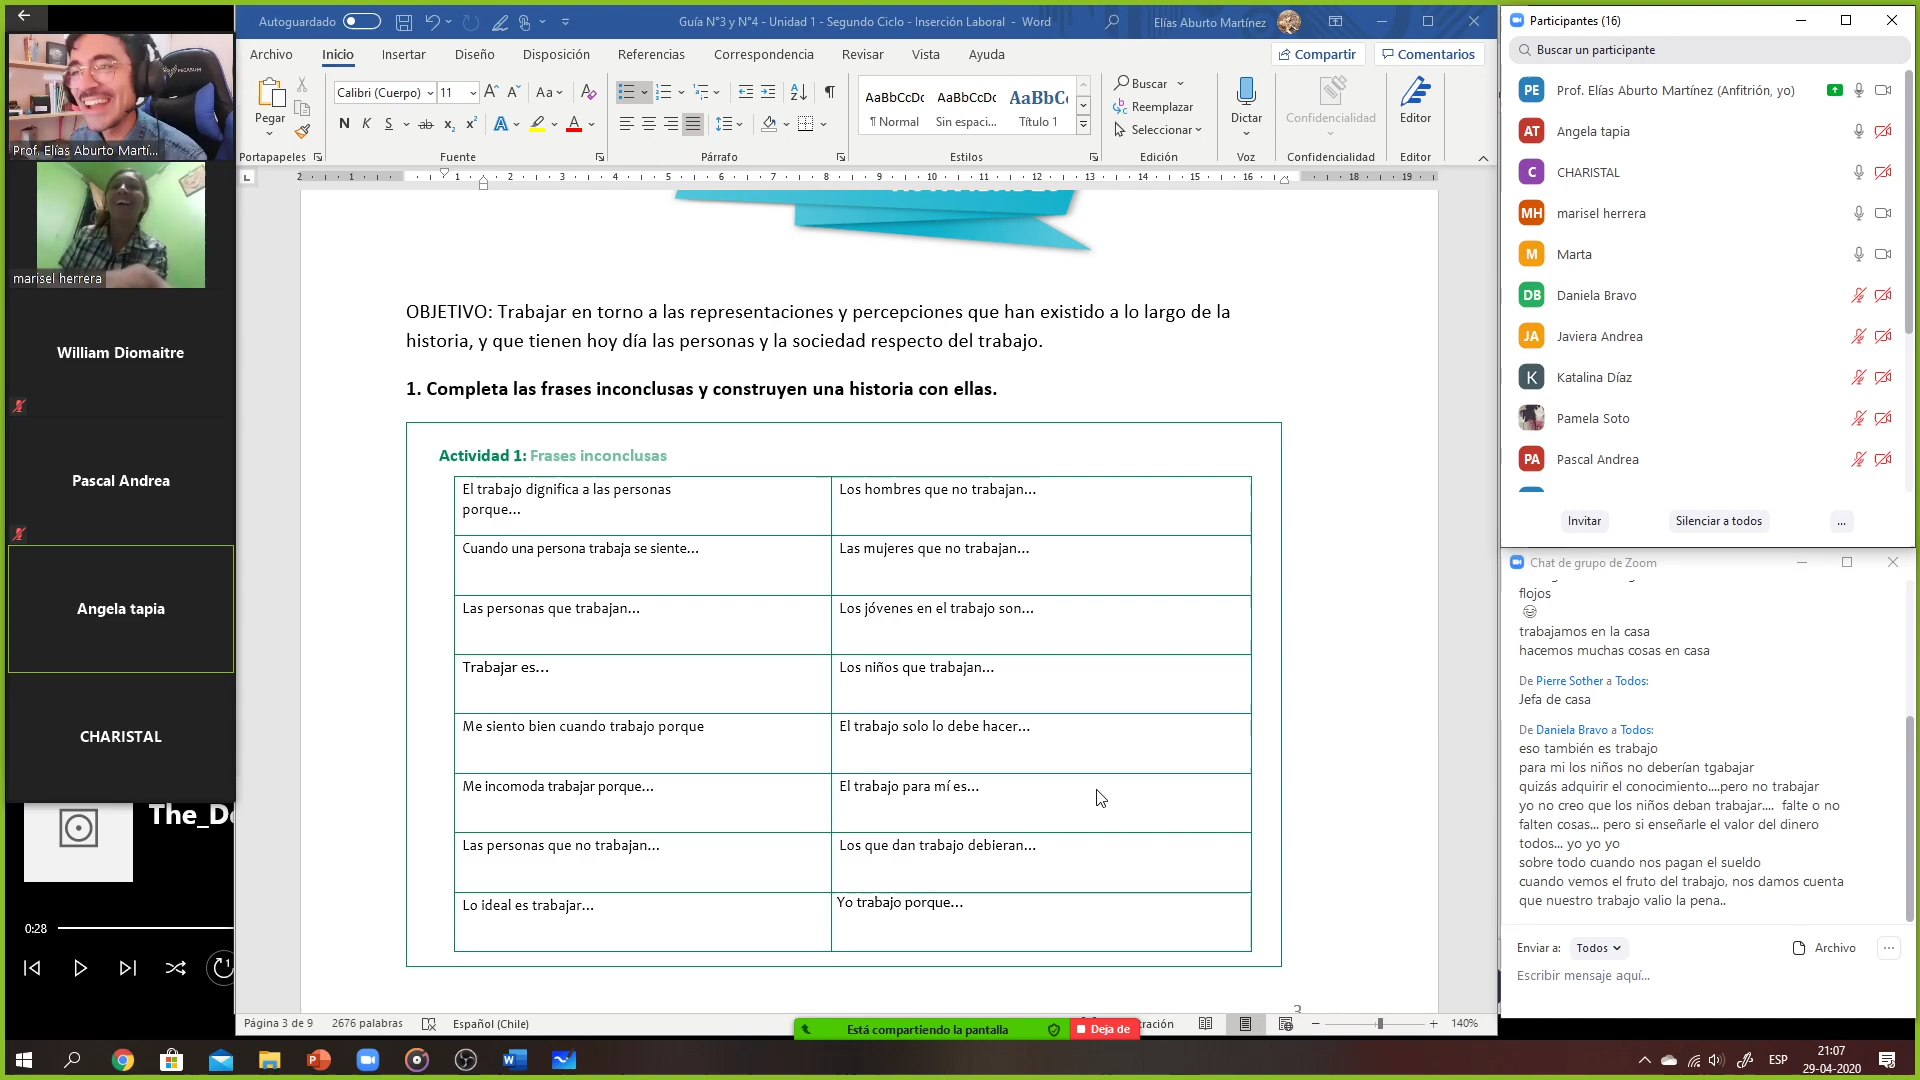 Autoguardado
Guía N°3 y N°4 - Unidad 1 - Segundo Ciclo - Inserción Laboral - Word
Elías Aburto Martínez
Archivo
Inicio
Insertar
Diseño
Disposición
Referencias
Correspondencia
Revisar
Vista
Ayuda
Compartir
Comentarios
Pegar
Calibri (Cuerpo)
11
AaBbCcDc
AaBbCcDc
AaBbC
¶ Normal
Sin espaci...
Título 1
Buscar
Reemplazar
Seleccionar
Dictar
Confidencialidad
Editor
Portapapeles
Fuente
Párrafo
Estilos
Edición
Voz
Confidencialidad
Editor
Prof. Elías Aburto Martí...
marisel herrera
William Diomaitre
Pascal Andrea
Angela tapia
CHARISTAL
The_D
0:28
OBJETIVO: Trabajar en torno a las representaciones y percepciones que han existido a lo largo de la
historia, y que tienen hoy día las personas y la sociedad respecto del trabajo.
1. Completa las frases inconclusas y construyen una historia con ellas.
Actividad 1: Frases inconclusas
El trabajo dignifica a las personas
porque...
Los hombres que no trabajan...
Cuando una persona trabaja se siente...
Las mujeres que no trabajan...
Las personas que trabajan...
Los jóvenes en el trabajo son...
Trabajar es...
Los niños que trabajan...
Me siento bien cuando trabajo porque
El trabajo solo lo debe hacer...
Me incomoda trabajar porque...
El trabajo para mí es...
Las personas que no trabajan...
Los que dan trabajo debieran...
Lo ideal es trabajar...
Yo trabajo porque...
3
Página 3 de 9
2676 palabras
Español (Chile)
Está compartiendo la pantalla
Deja de
tración
140%
Participantes (16)
Buscar un participante
PE Prof. Elías Aburto Martínez (Anfitrión, yo)
AT Angela tapia
C CHARISTAL
MH marisel herrera
M Marta
DB Daniela Bravo
JA Javiera Andrea
K Katalina Díaz
Pamela Soto
PA Pascal Andrea
Invitar
Silenciar a todos
...
Chat de grupo de Zoom
flojos
trabajamos en la casa
hacemos muchas cosas en casa
De Pierre Sother a Todos:
Jefa de casa
De Daniela Bravo a Todos:
eso también es trabajo
para mi los niños no deberían tgabajar
quizás adquirir el conocimiento....pero no trabajar
yo no creo que los niños deban trabajar.... falte o no
falten cosas... pero si enseñarle el valor del dinero
todos... yo yo yo
sobre todo cuando nos pagan el sueldo
cuando vemos el fruto del trabajo, nos damos cuenta
que nuestro trabajo valio la pena..
Enviar a: Todos
Archivo
Escribir mensaje aquí...
ESP
21:07
29-04-2020